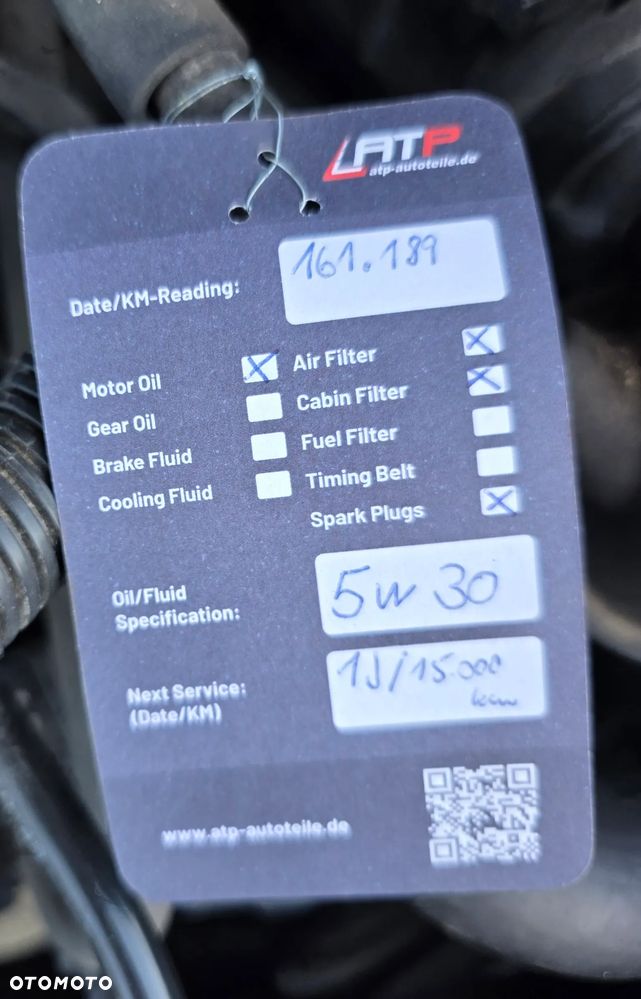 ATP
atp-autoteile.de
Date/KM-Reading: 161.189
Motor Oil
Gear Oil
Brake Fluid
Cooling Fluid
Air Filter
Cabin Filter
Fuel Filter
Timing Belt
Spark Plugs
Oil/Fluid
Specification: 5W 30
Next Service: 1J/15.000
(Date/KM) km
www.atp-autoteile.de
OTOMOTO